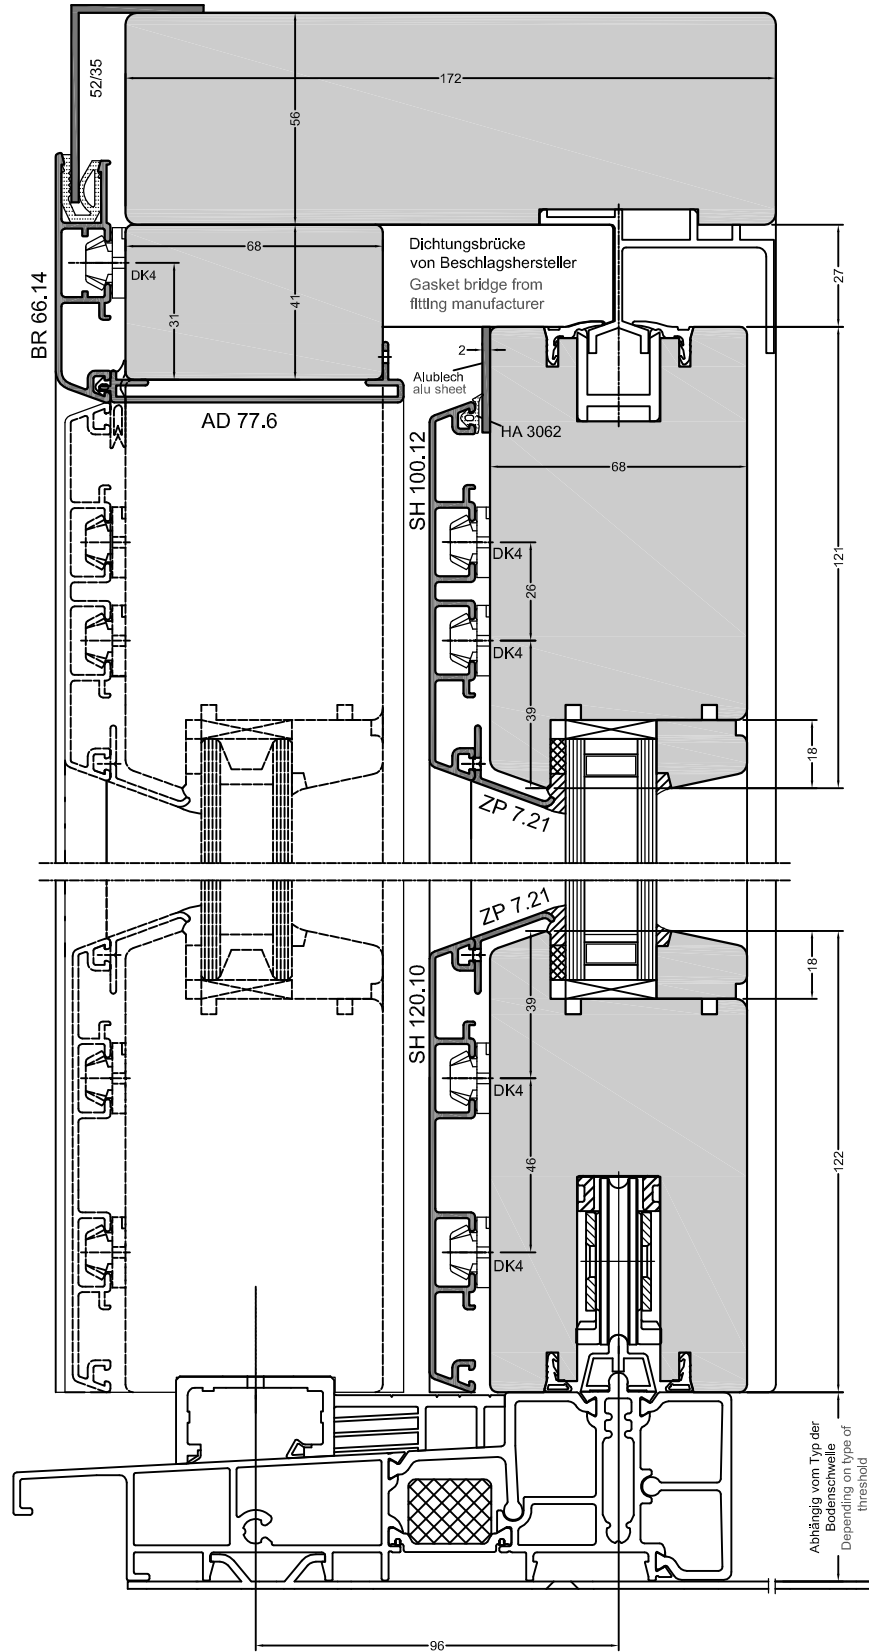 52/35
172
56
BR 66.14
DK4
68
31
41
Dichtungsbrücke
von Beschlagshersteller
Gasket bridge from
fitting manufacturer
27
2
Alublech
alu sheet
AD 77.6
HA 3062
SH 100.12
68
DK4
26
DK4
39
121
18
ZP 7.21
ZP 7.21
SH 120.10
39
18
DK4
46
DK4
122
Abhängig vom Typ der
Bodenschwelle
Depending on type of
threshold
96